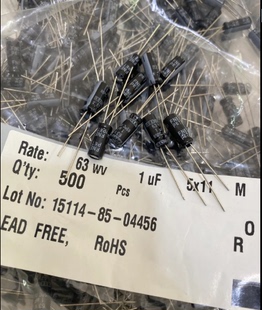 Rate: 63 WV 1 uF 5x11 M
Q'ty: 500 Pcs
Lot No: 15114-85-04456 O
EAD FREE, RoHS R